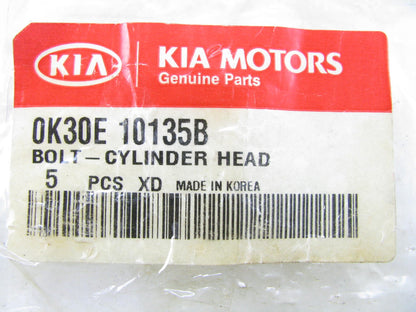 KIA
KIA MOTORS
Genuine Parts
0K30E 10135B
BOLT-CYLINDER HEAD
5 PCS XD MADE IN KOREA